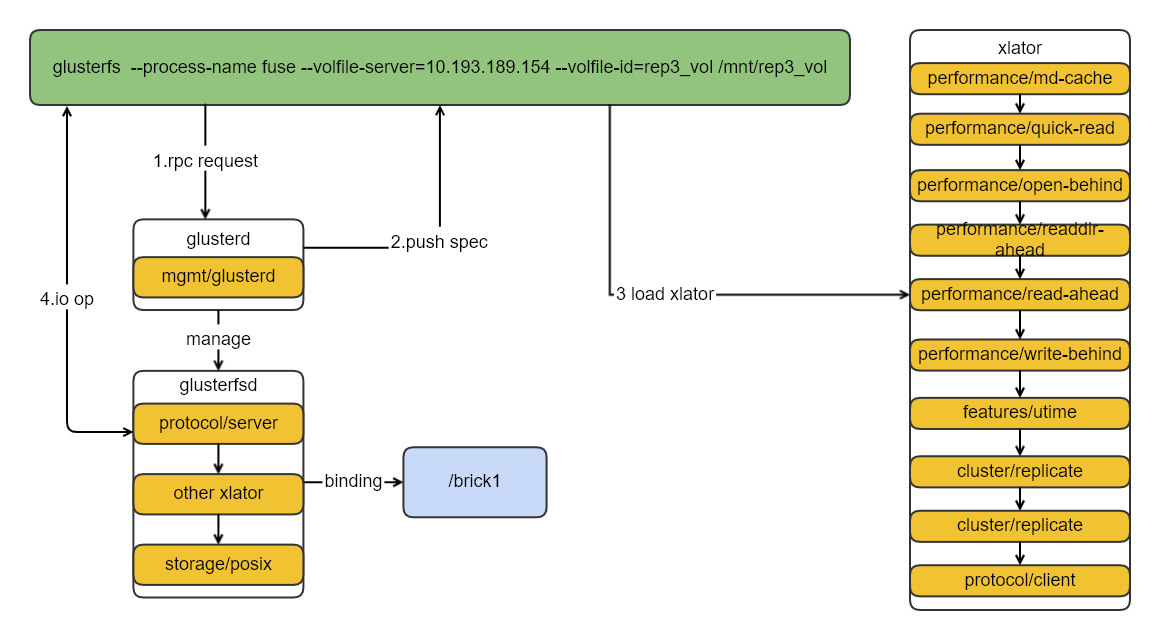 glusterfs --process-name fuse --volfile-server=10.193.189.154 --volfile-id=rep3_vol /mnt/rep3_vol
1.rpc request
glusterd
mgmt/glusterd
2.push spec
3 load xlator
4.io op
manage
glusterfsd
protocol/server
other xlator
storage/posix
binding
/brick1
xlator
performance/md-cache
performance/quick-read
performance/open-behind
performance/readdir-
ahead
performance/read-ahead
performance/write-behind
features/utime
cluster/replicate
cluster/replicate
protocol/client